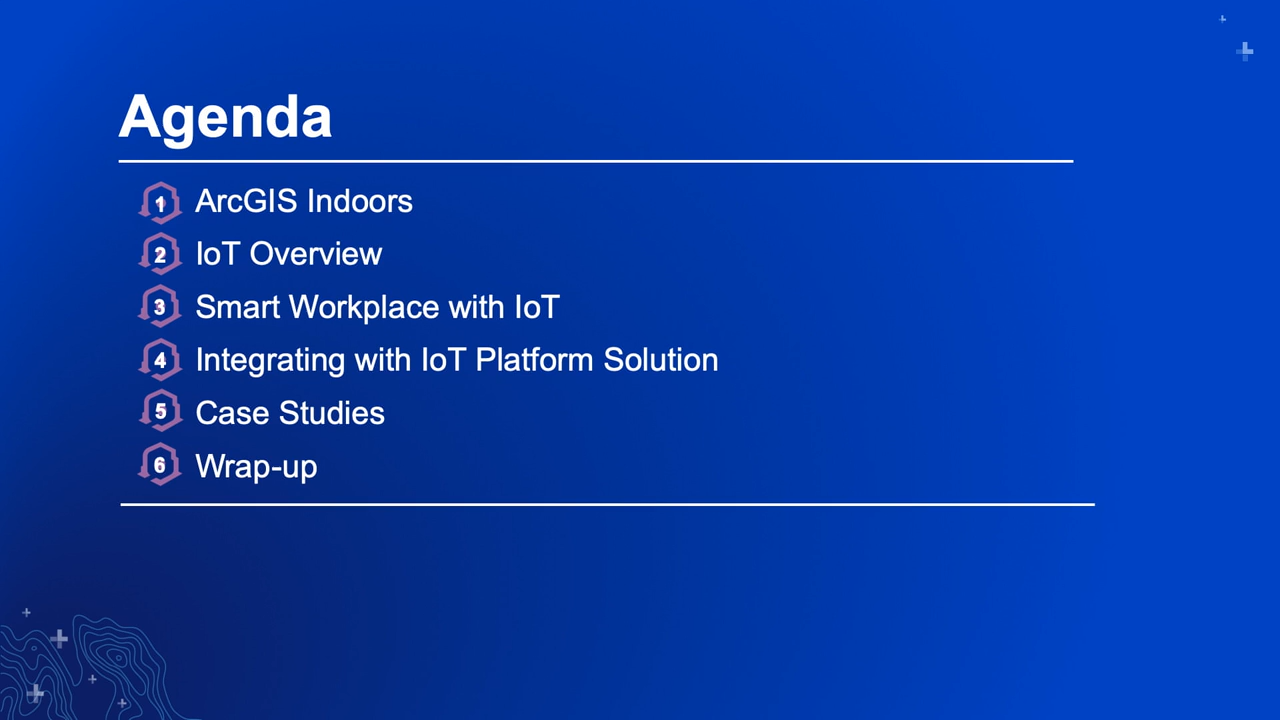 Agenda
1 ArcGIS Indoors
2 IoT Overview
3 Smart Workplace with IoT
4 Integrating with IoT Platform Solution
5 Case Studies
6 Wrap-up